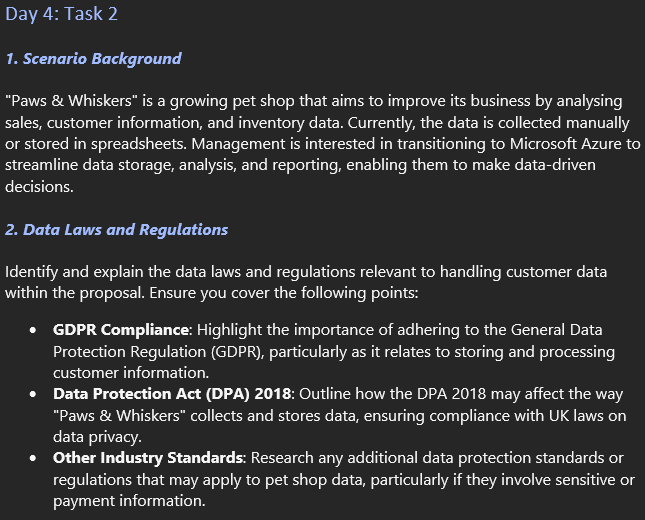 Day 4: Task 2
1. Scenario Background
"Paws & Whiskers" is a growing pet shop that aims to improve its business by analysing
sales, customer information, and inventory data. Currently, the data is collected manually
or stored in spreadsheets. Management is interested in transitioning to Microsoft Azure to
streamline data storage, analysis, and reporting, enabling them to make data-driven
decisions.
2. Data Laws and Regulations
Identify and explain the data laws and regulations relevant to handling customer data
within the proposal. Ensure you cover the following points:
• GDPR Compliance: Highlight the importance of adhering to the General Data
Protection Regulation (GDPR), particularly as it relates to storing and processing
customer information.
• Data Protection Act (DPA) 2018: Outline how the DPA 2018 may affect the way
"Paws & Whiskers" collects and stores data, ensuring compliance with UK laws on
data privacy.
• Other Industry Standards: Research any additional data protection standards or
regulations that may apply to pet shop data, particularly if they involve sensitive or
payment information.